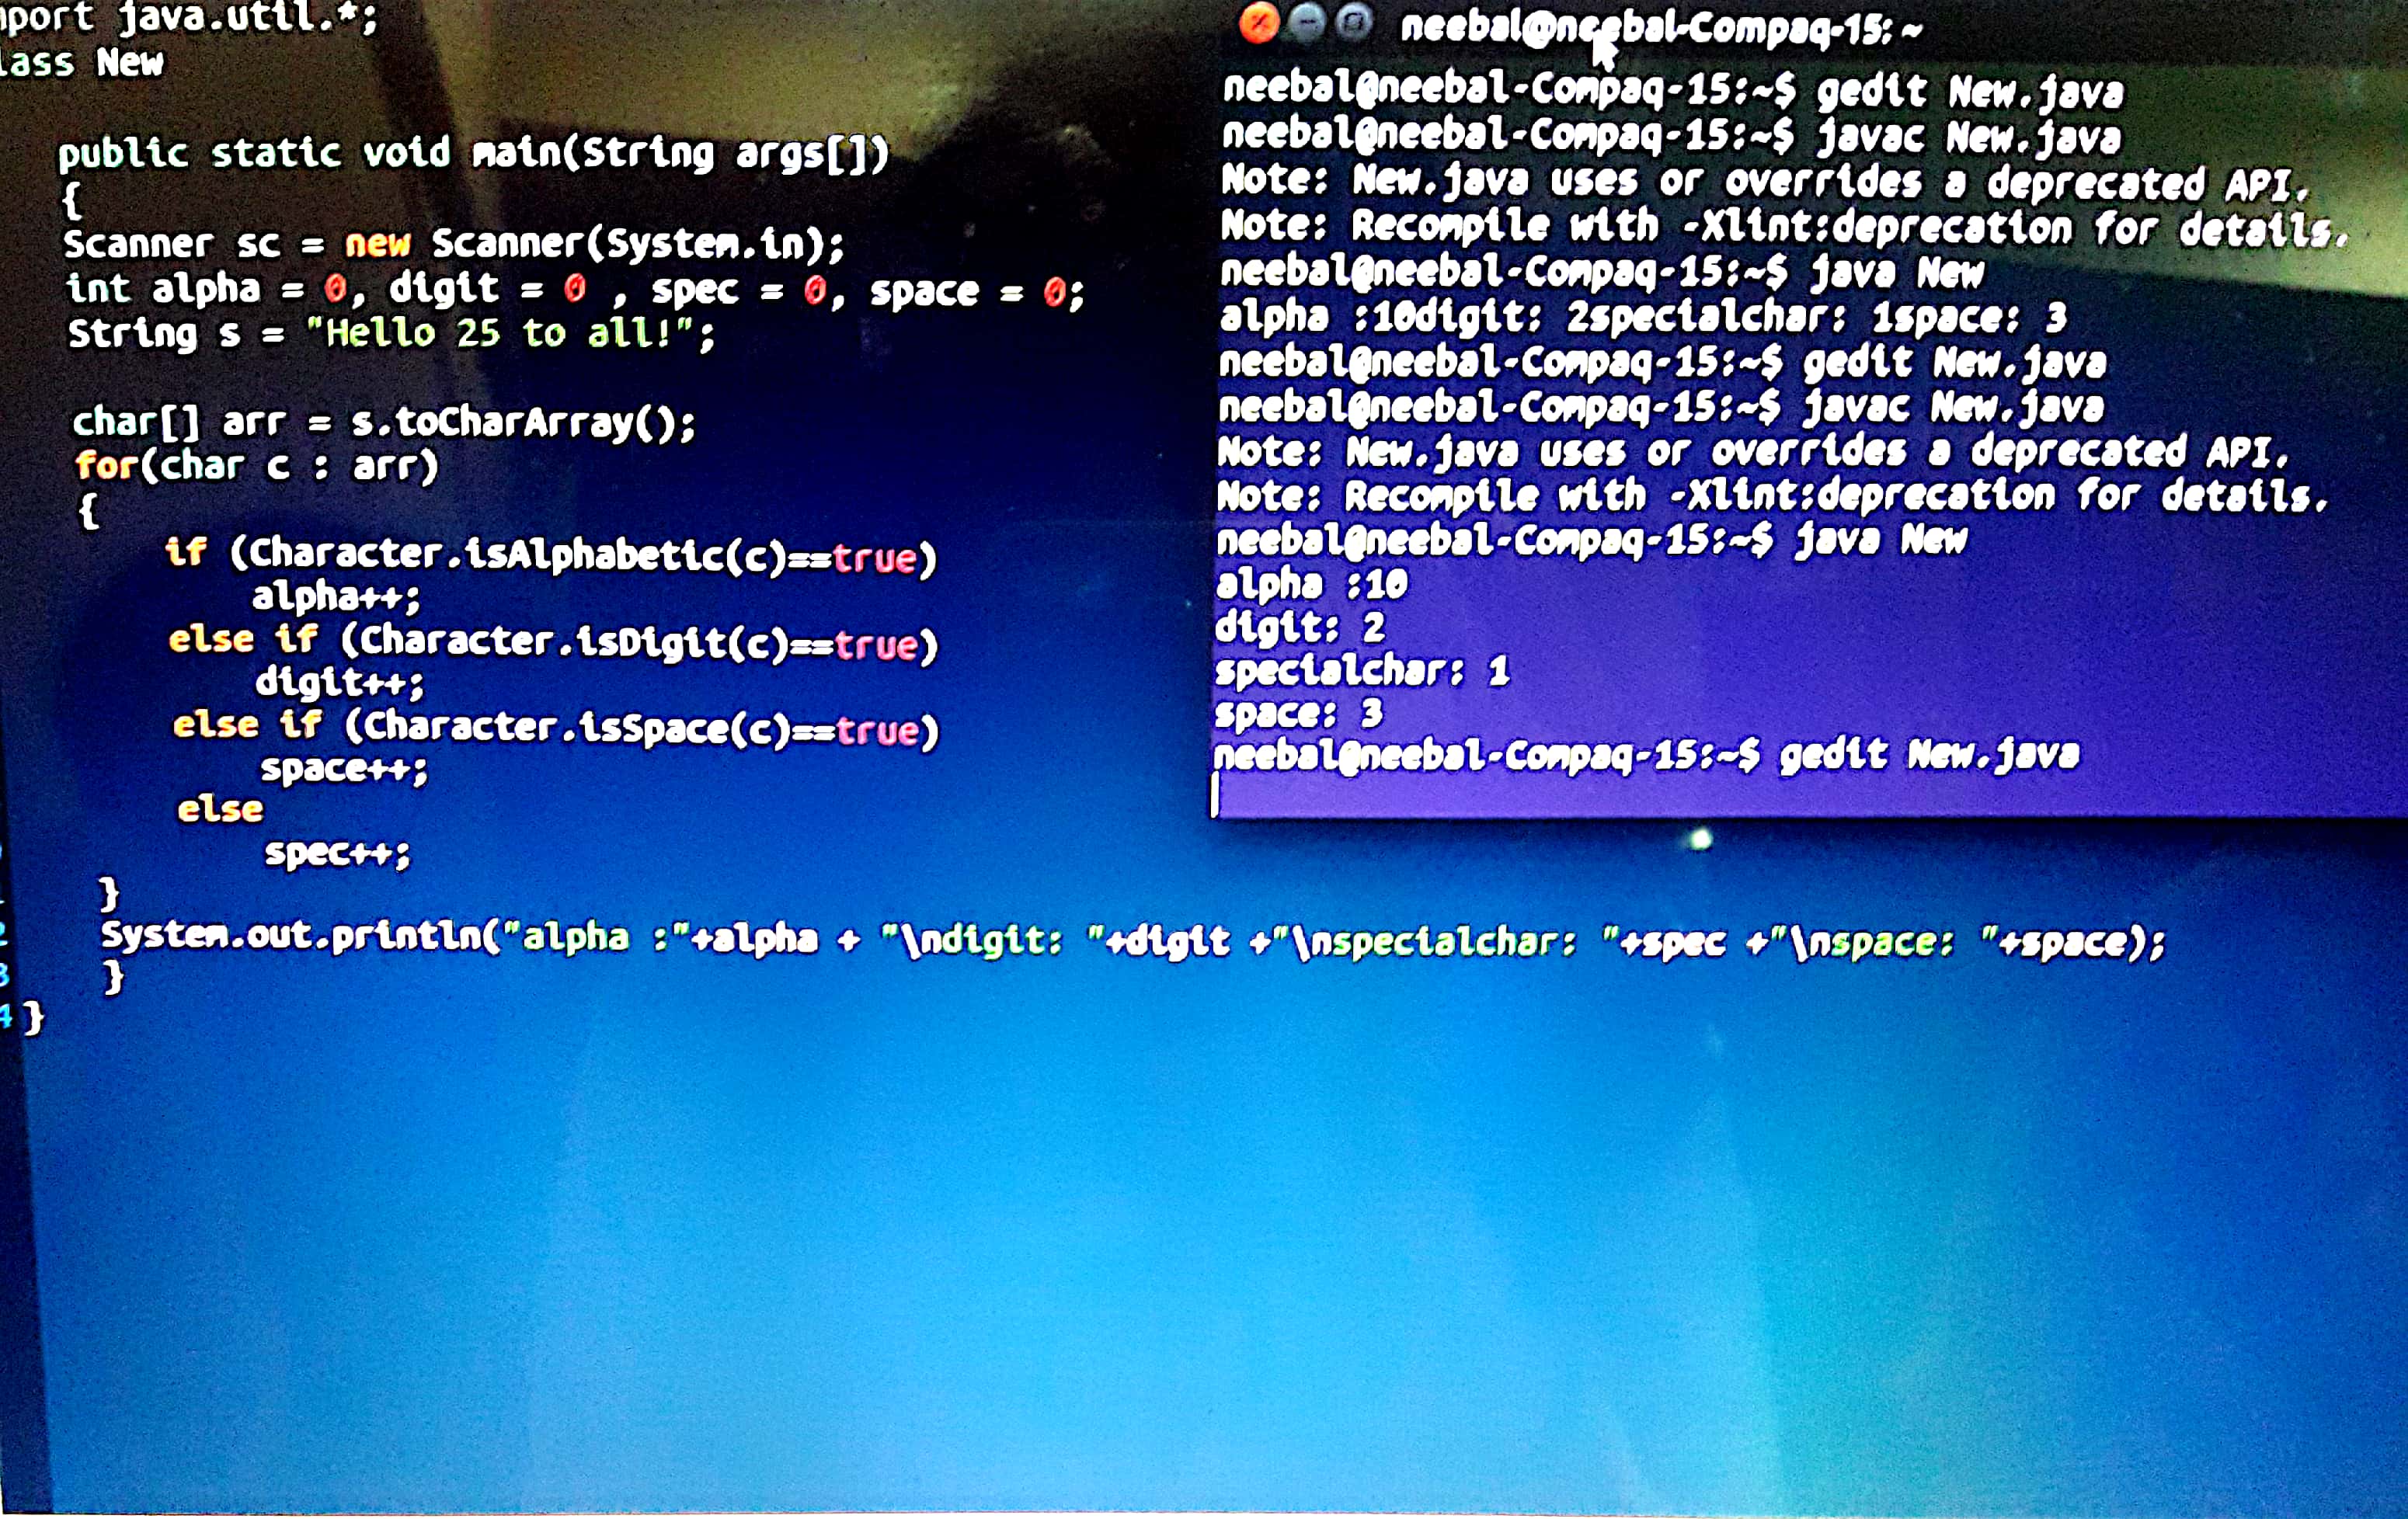 mport java.util.*;
lass New
public static void main(String args[])
{
Scanner sc = new Scanner(System.in);
int alpha = 0, digit = 0 , spec = 0, space = 0;
String s = "Hello 25 to all!";
char[] arr = s.toCharArray();
for(char c : arr)
{
if (Character.isAlphabetic(c)==true)
alpha++;
else if (Character.isDigit(c)==true)
digit++;
else if (Character.isSpace(c)==true)
space++;
else
spec++;
}
System.out.println("alpha :"+alpha + "\ndigit: "+digit +"\nspecialchar: "+spec +"\nspace: "+space);
3 }
4 }
neebal@neebal-Compaq-15: ~
neebal@neebal-Compaq-15:~$ gedit New.java
neebal@neebal-Compaq-15:~$ javac New.java
Note: New.java uses or overrides a deprecated API.
Note: Recompile with -Xlint:deprecation for details.
neebal@neebal-Compaq-15:~$ java New
alpha :10digit: 2specialchar: 1space: 3
neebal@neebal-Compaq-15:~$ gedit New.java
neebal@neebal-Compaq-15:~$ javac New.java
Note: New.java uses or overrides a deprecated API.
Note: Recompile with -Xlint:deprecation for details.
neebal@neebal-Compaq-15:~$ java New
alpha :10
digit: 2
specialchar: 1
space: 3
neebal@neebal-Compaq-15:~$ gedit New.java